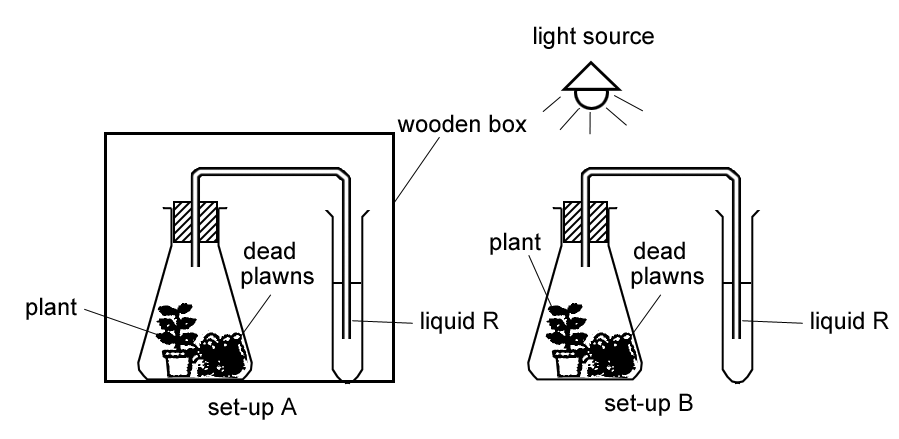 light source
wooden box
dead
plawns
plant
liquid R
set-up A
plant
dead
plawns
liquid R
set-up B